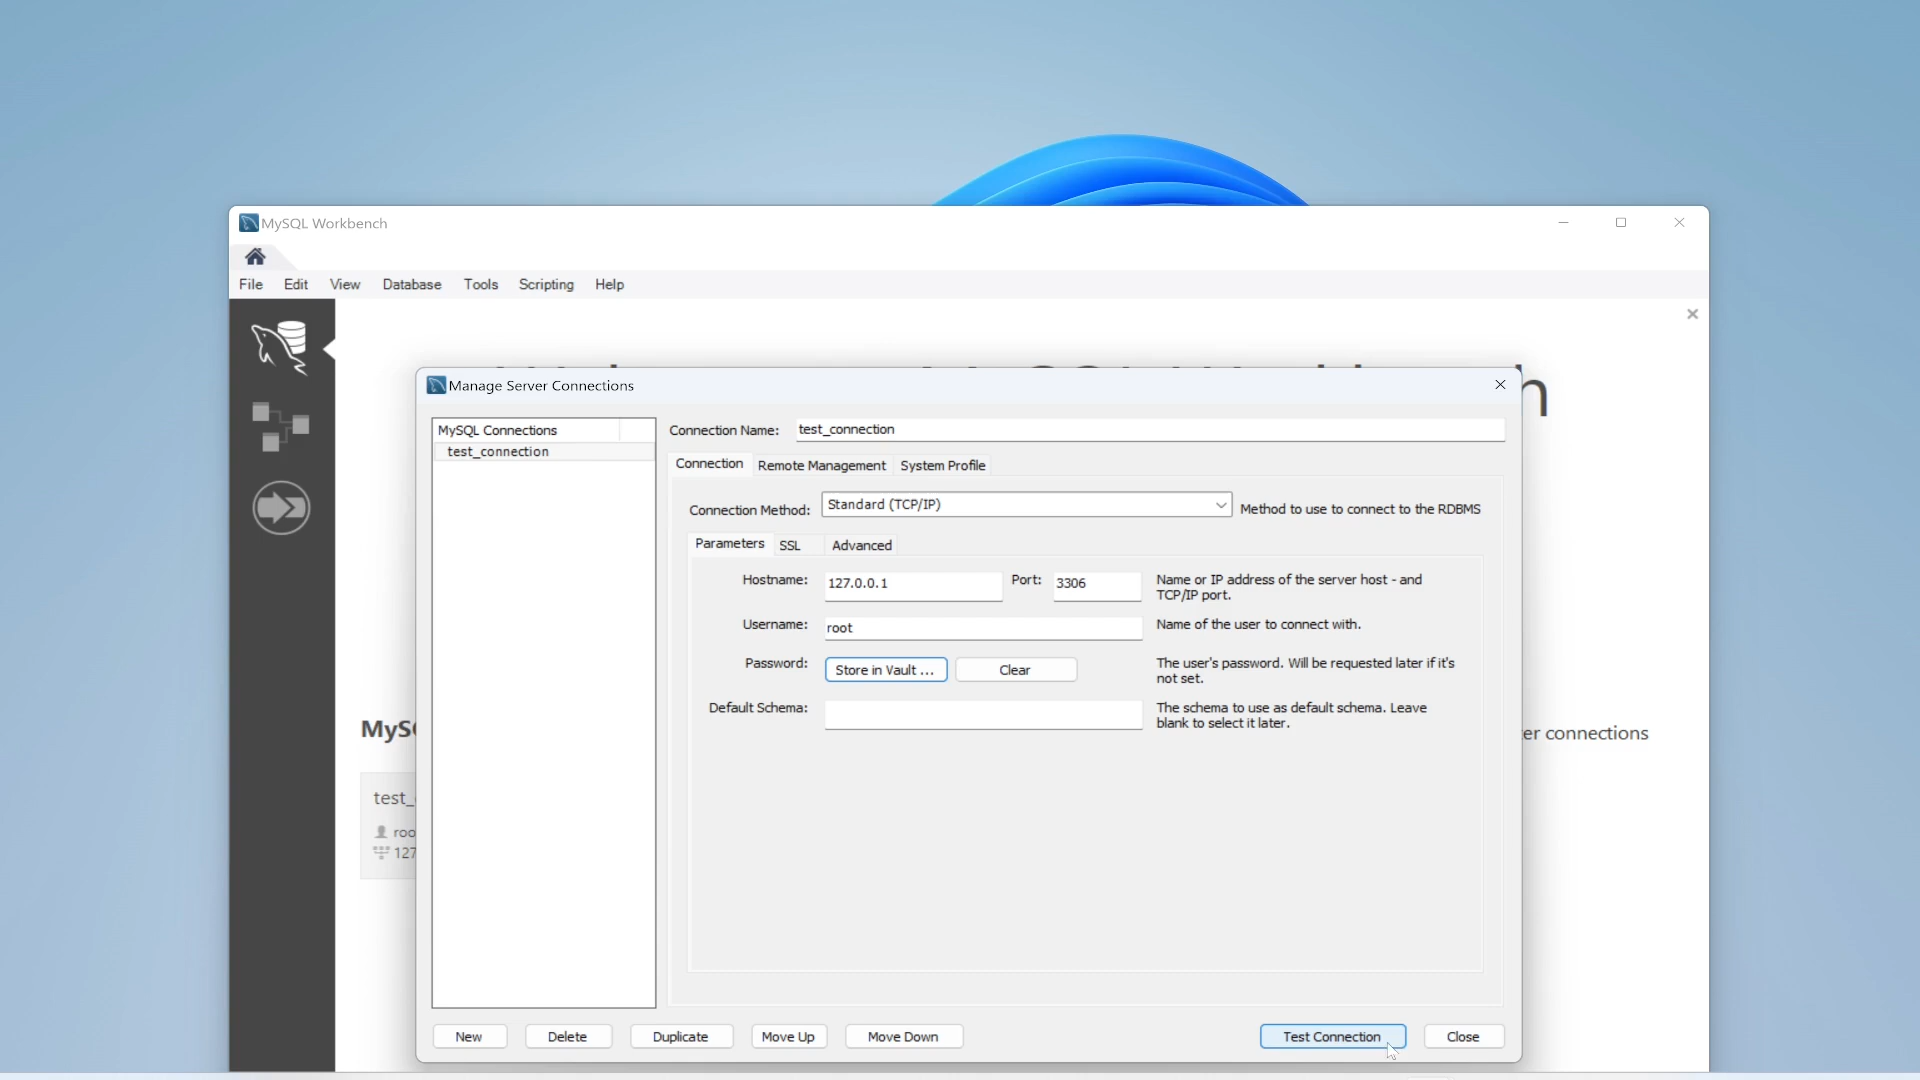 MySQL Workbench
File Edit View Database Tools Scripting Help
Manage Server Connections
MySQL Connections
test_connection
Connection Name: test_connection
Connection Remote Management System Profile
Connection Method: Standard (TCP/IP) Method to use to connect to the RDBMS
Parameters SSL Advanced
Hostname: 127.0.0.1 Port: 3306 Name or IP address of the server host - and
TCP/IP port.
Username: root Name of the user to connect with.
Password: Store in Vault ... Clear The user's password. Will be requested later if it's
not set.
Default Schema: The schema to use as default schema. Leave
blank to select it later.
MyS
er connections
test_
roo
127
New Delete Duplicate Move Up Move Down Test Connection Close